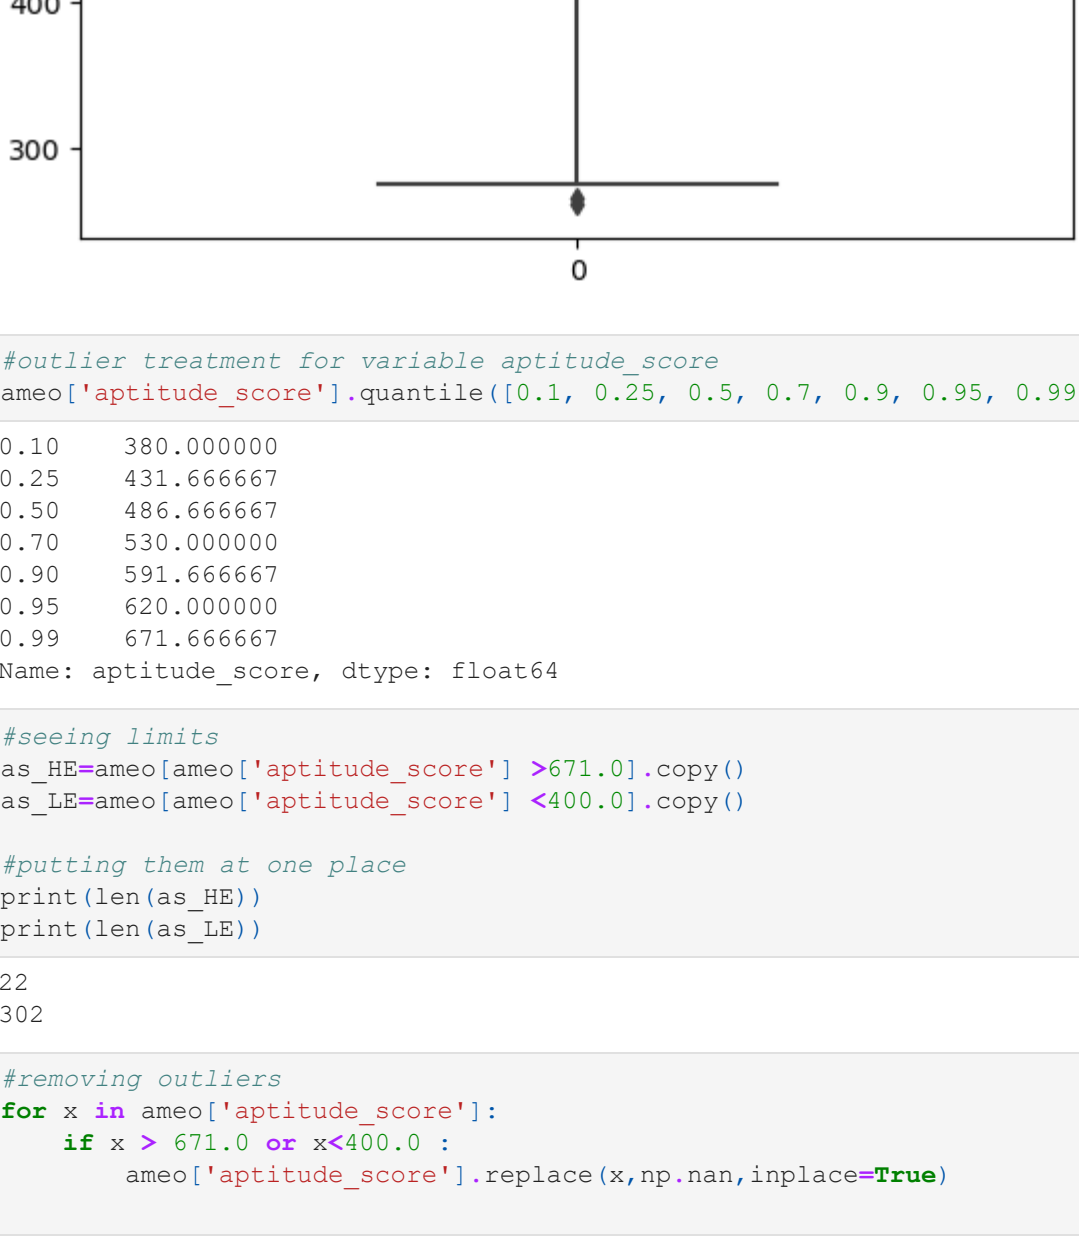 400
300
0
#outlier treatment for variable aptitude_score
ameo['aptitude_score'].quantile([0.1, 0.25, 0.5, 0.7, 0.9, 0.95, 0.99
0.10    380.000000
0.25    431.666667
0.50    486.666667
0.70    530.000000
0.90    591.666667
0.95    620.000000
0.99    671.666667
Name: aptitude_score, dtype: float64
#seeing limits
as_HE=ameo[ameo['aptitude_score'] >671.0].copy()
as_LE=ameo[ameo['aptitude_score'] <400.0].copy()
#putting them at one place
print(len(as_HE))
print(len(as_LE))
22
302
#removing outliers
for x in ameo['aptitude_score']:
    if x > 671.0 or x<400.0 :
        ameo['aptitude_score'].replace(x,np.nan,inplace=True)